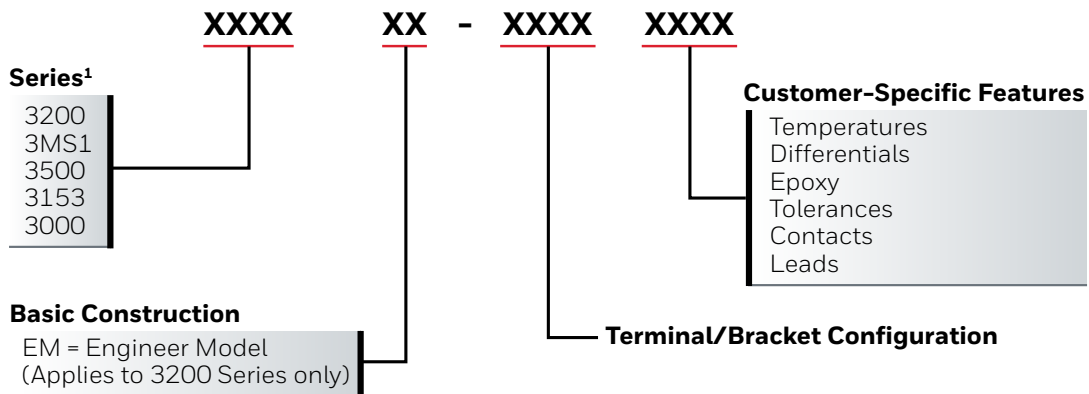 XXXX XX - XXXX XXXX
Series¹
3200
3MS1
3500
3153
3000
Customer-Specific Features
Temperatures
Differentials
Epoxy
Tolerances
Contacts
Leads
Basic Construction
EM = Engineer Model
(Applies to 3200 Series only)
Terminal/Bracket Configuration